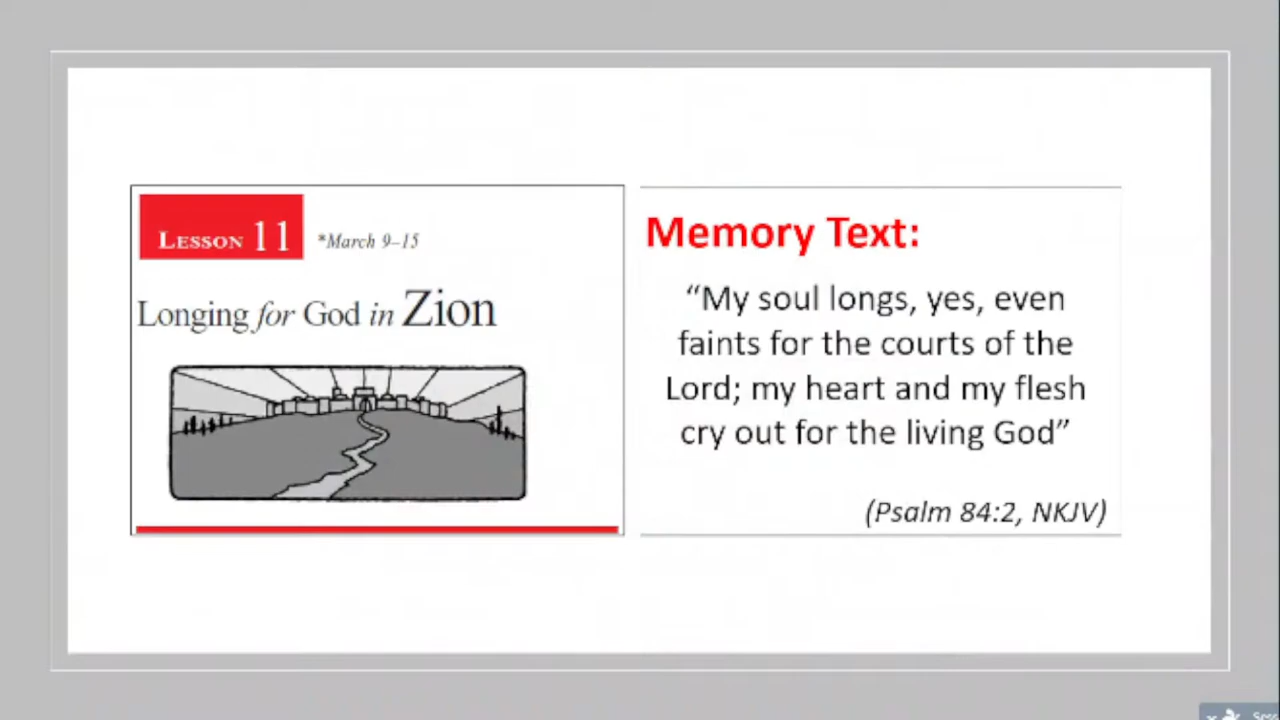 LESSON 11 *March 9–15
Longing for God in Zion
Memory Text:
“My soul longs, yes, even
faints for the courts of the
Lord; my heart and my flesh
cry out for the living God”
(Psalm 84:2, NKJV)